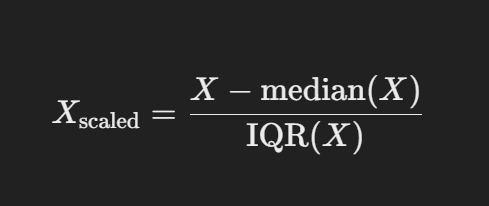 X_scaled = (X − median(X)) / IQR(X)